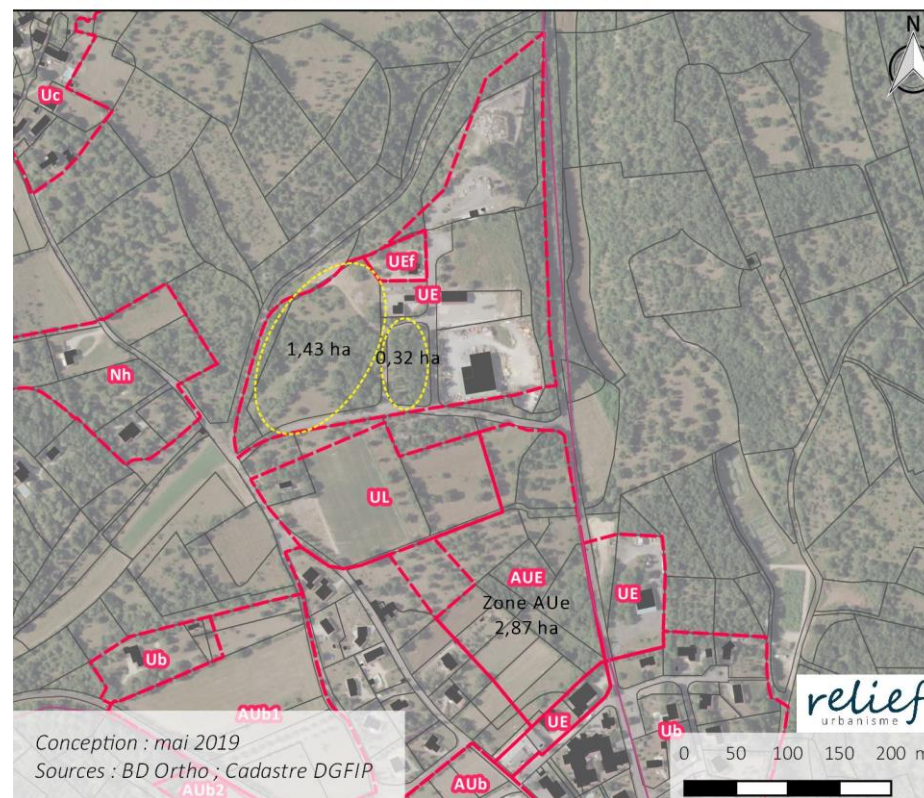 N
Uc
UEf
UE
1,43 ha
0,32 ha
Nh
UL
AUE
Zone AUe
2,87 ha
UE
Ub
AUb1
UE
Ub
AUb
AUb2
relief
urbanisme
Conception : mai 2019
Sources : BD Ortho ; Cadastre DGFIP
0 50 100 150 200 m